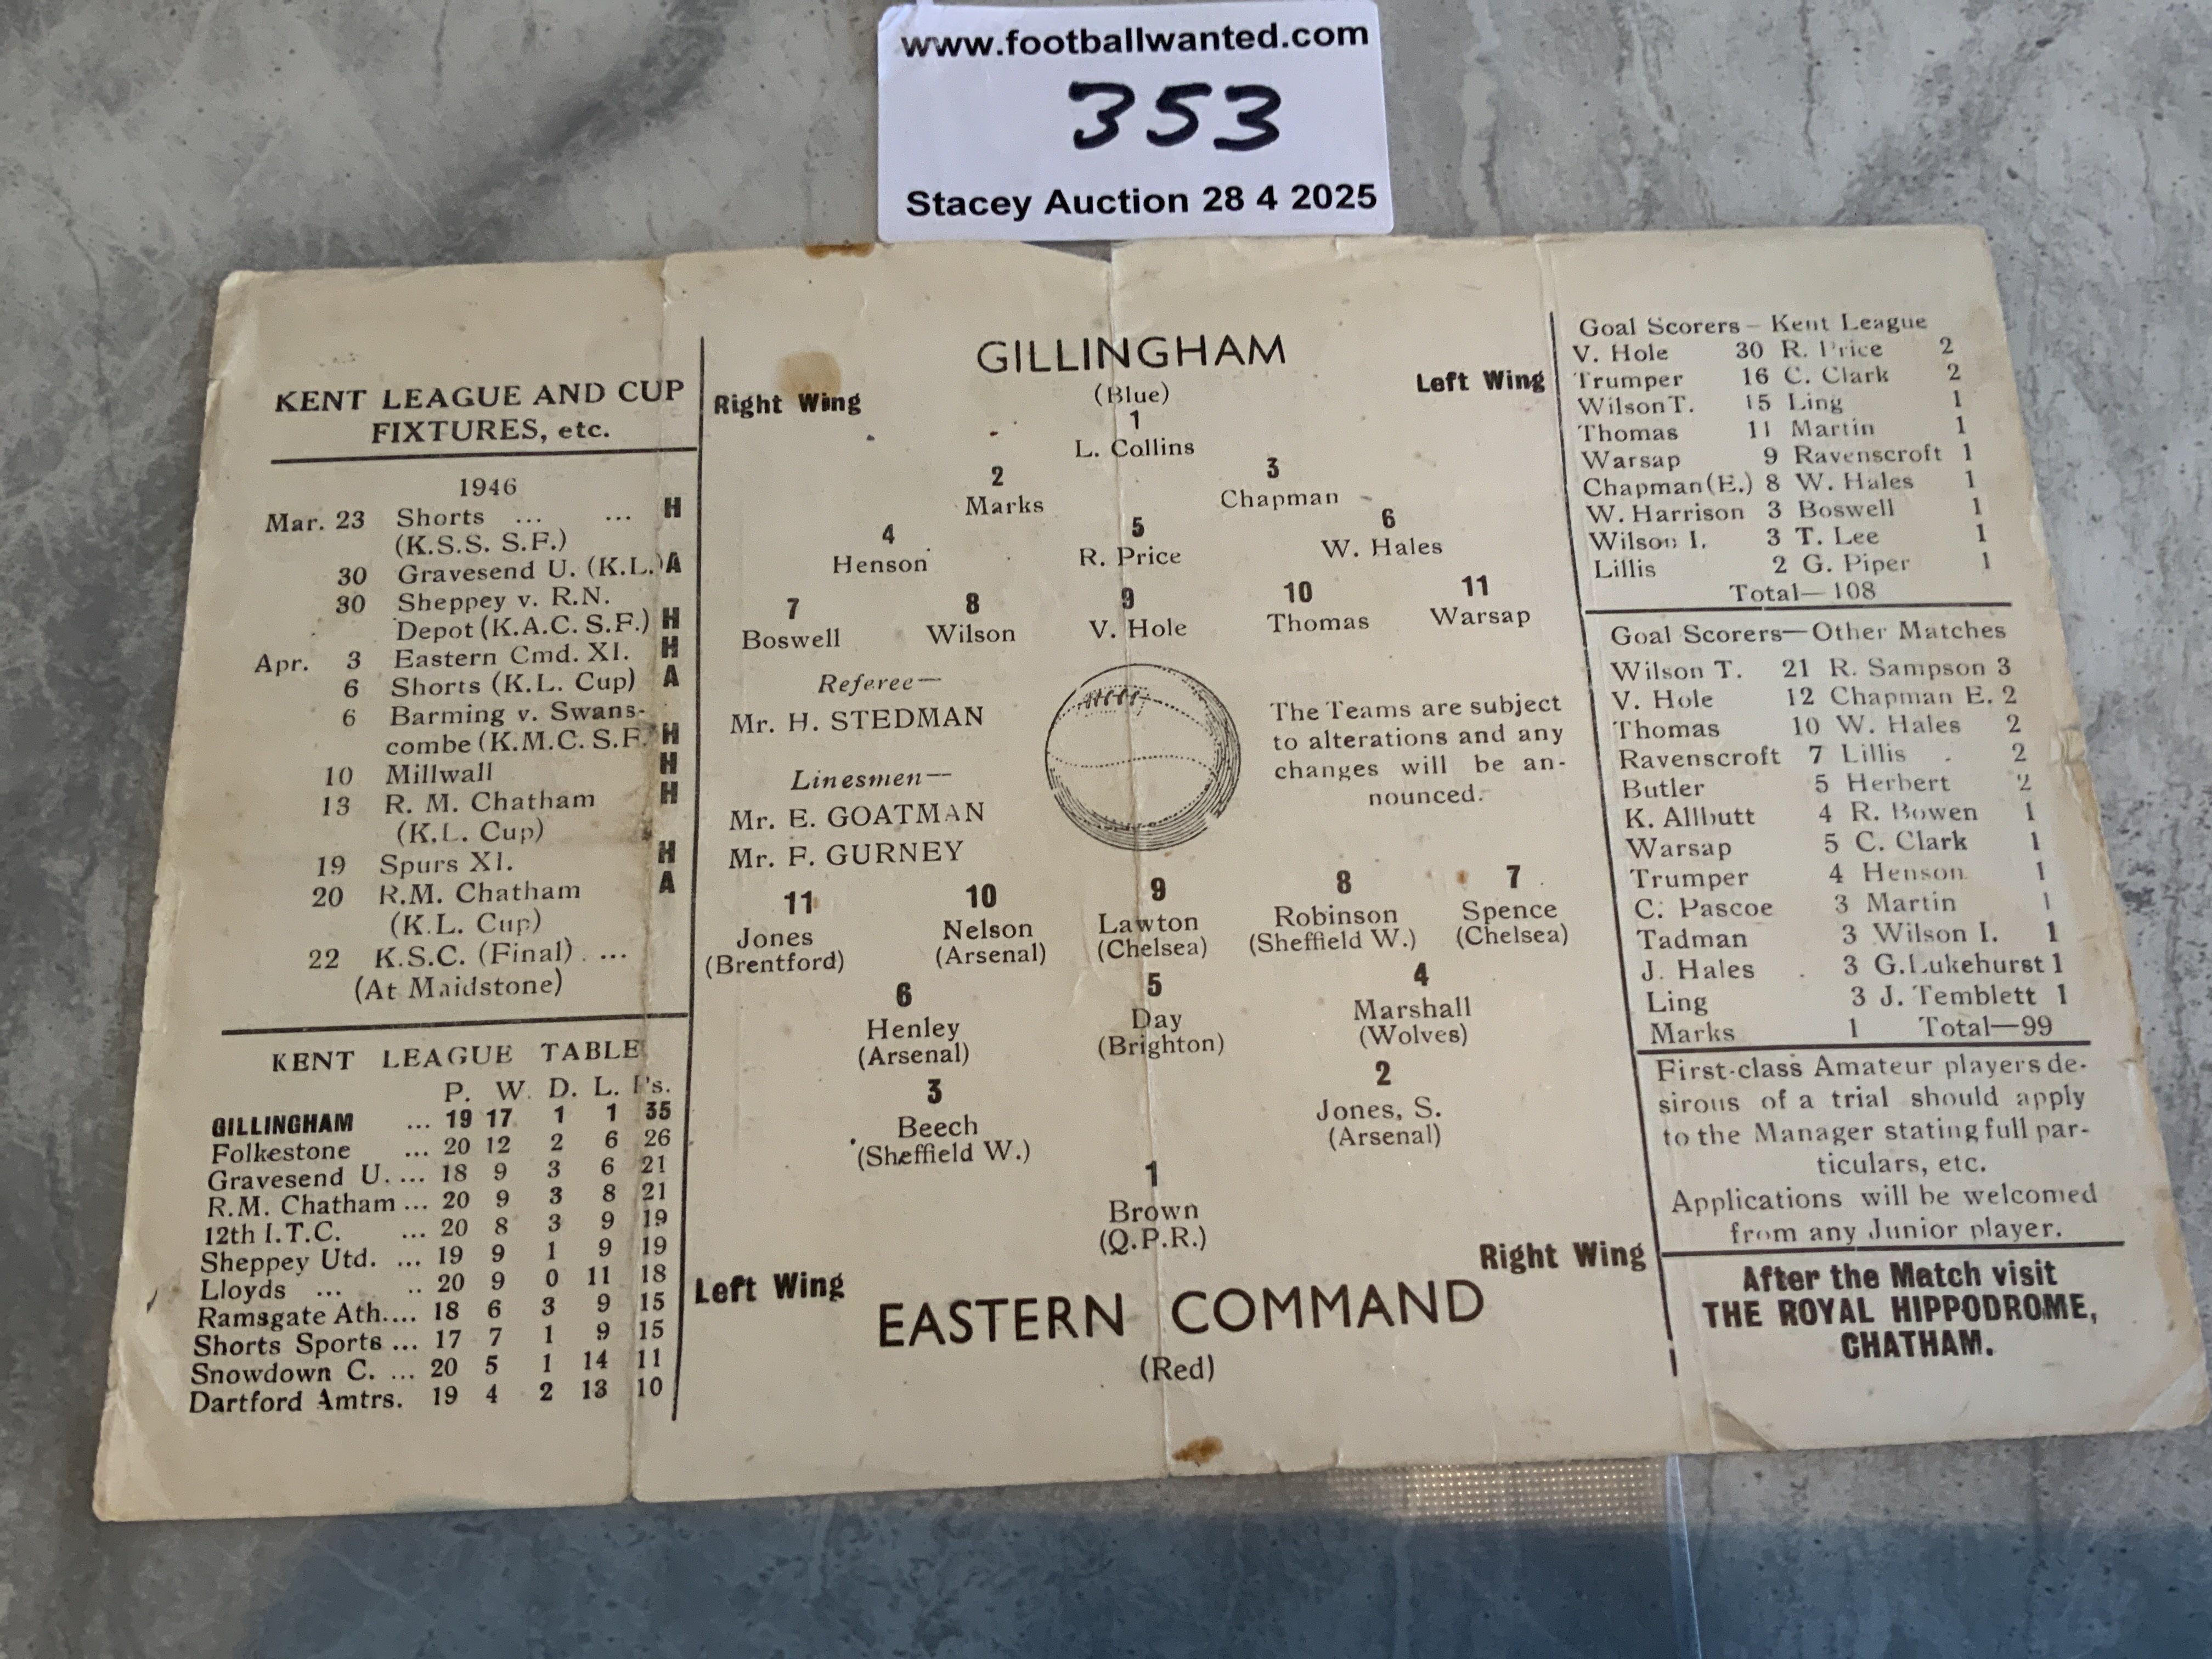 www.footballwanted.com
353
Stacey Auction 28 4 2025
KENT LEAGUE AND CUP
FIXTURES, etc.
1946
Mar. 23 Shorts ... ... H
(K.S.S. S.F.)
30 Gravesend U. (K.L.) A
30 Sheppey v. R.N.
Depot (K.A.C. S.F.) H
Apr. 3 Eastern Cmd. XI. H
6 Shorts (K.L. Cup) A
6 Barming v. Swans-
combe (K.M.C. S.F. H
10 Millwall H
13 R. M. Chatham H
(K.L. Cup)
19 Spurs XI. H
20 R.M. Chatham A
(K.L. Cup)
22 K.S.C. (Final) . ...
(At Maidstone)
KENT LEAGUE TABLE
P. W. D. L. P's.
GILLINGHAM ... 19 17 1 1 35
Folkestone ... 20 12 2 6 26
Gravesend U. ... 18 9 3 6 21
R.M. Chatham ... 20 9 3 8 21
12th I.T.C. ... 20 8 3 9 19
Sheppey Utd. ... 19 9 1 9 19
Lloyds ... .. 20 9 0 11 18
Ramsgate Ath.... 18 6 3 9 15
Shorts Sports ... 17 7 1 9 15
Snowdown C. ... 20 5 1 14 11
Dartford Amtrs. 19 4 2 13 10
GILLINGHAM
(Blue)
Right Wing Left Wing
1
L. Collins
2 3
Marks Chapman
4 5 6
Henson R. Price W. Hales
7 8 9 10 11
Boswell Wilson V. Hole Thomas Warsap
Referee—
Mr. H. STEDMAN
Linesmen—
Mr. E. GOATMAN
Mr. F. GURNEY
The Teams are subject
to alterations and any
changes will be an-
nounced.
11 10 9 8 7
Jones Nelson Lawton Robinson Spence
(Brentford) (Arsenal) (Chelsea) (Sheffield W.) (Chelsea)
6 5 4
Henley Day Marshall
(Arsenal) (Brighton) (Wolves)
3 2
Beech Jones, S.
(Sheffield W.) (Arsenal)
1
Brown
(Q.P.R.)
Left Wing Right Wing
EASTERN COMMAND
(Red)
Goal Scorers – Kent League
V. Hole 30 R. Price 2
Trumper 16 C. Clark 2
Wilson T. 15 Ling 1
Thomas 11 Martin 1
Warsap 9 Ravenscroft 1
Chapman (E.) 8 W. Hales 1
W. Harrison 3 Boswell 1
Wilson I. 3 T. Lee 1
Lillis 2 G. Piper 1
Total—108
Goal Scorers—Other Matches
Wilson T. 21 R. Sampson 3
V. Hole 12 Chapman E. 2
Thomas 10 W. Hales 2
Ravenscroft 7 Lillis 2
Butler 5 Herbert 2
K. Allbutt 4 R. Bowen 1
Warsap 5 C. Clark 1
Trumper 4 Henson 1
C. Pascoe 3 Martin 1
Tadman 3 Wilson I. 1
J. Hales 3 G.Lukehurst 1
Ling 3 J. Temblett 1
Marks 1 Total—99
First-class Amateur players de-
sirous of a trial should apply
to the Manager stating full par-
ticulars, etc.
Applications will be welcomed
from any Junior player.
After the Match visit
THE ROYAL HIPPODROME,
CHATHAM.